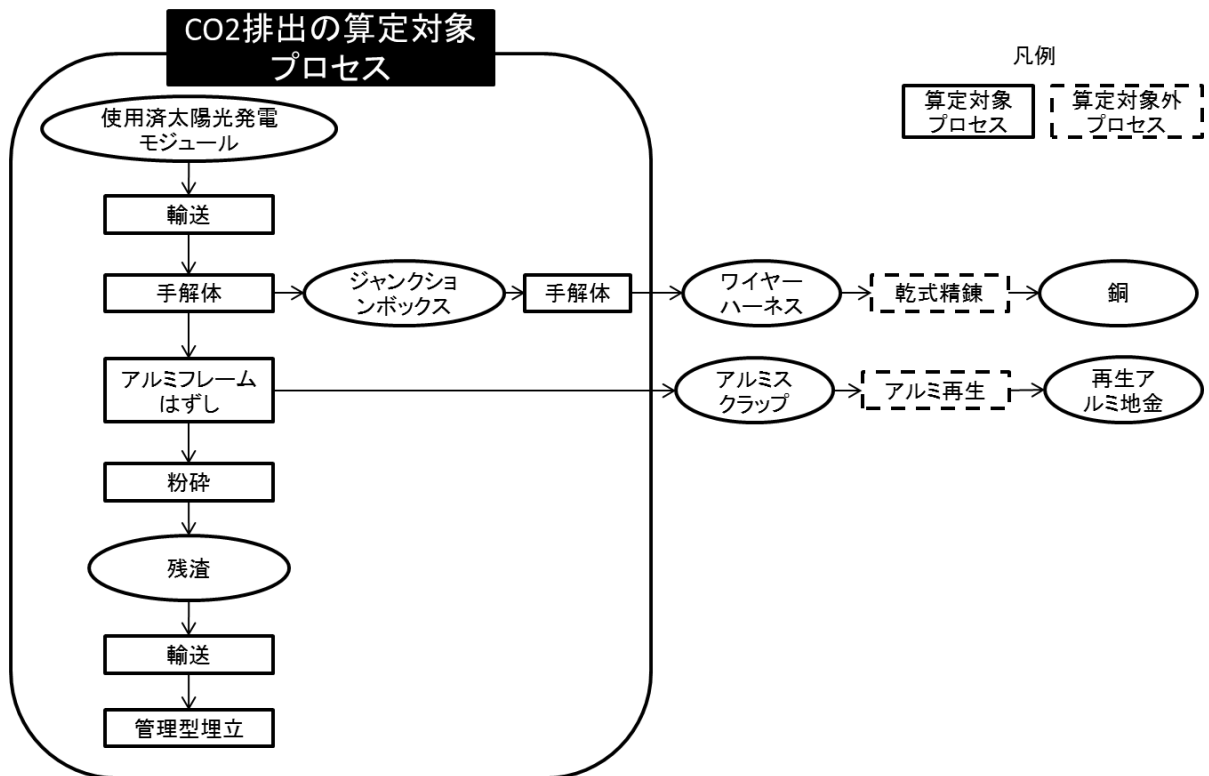 CO2排出の算定対象
プロセス
凡例
算定対象
プロセス
算定対象外
プロセス
使用済太陽光発電
モジュール
輸送
手解体
ジャンクショ
ンボックス
手解体
ワイヤー
ハーネス
乾式精錬
銅
アルミフレーム
はずし
アルミス
クラップ
アルミ再生
再生ア
ルミ地金
粉砕
残渣
輸送
管理型埋立